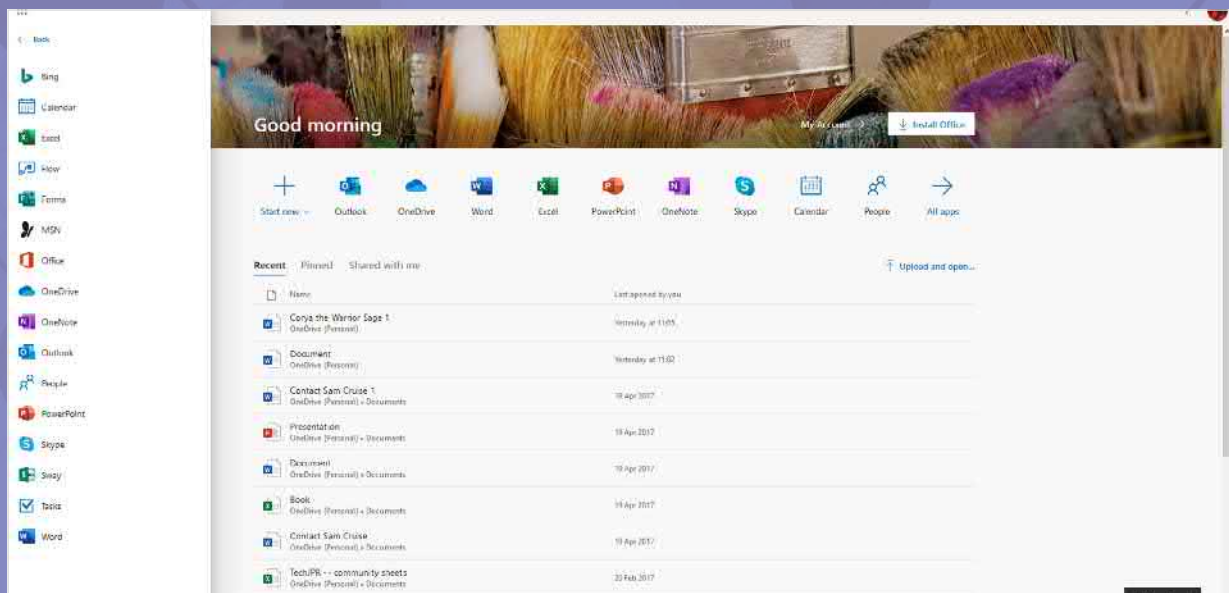 Back
Bing
Calendar
Excel
Flow
Forms
MSN
Office
OneDrive
OneNote
Outlook
People
PowerPoint
Skype
Sway
Tasks
Word
Good morning
My Account
Install Office
Start new
Outlook
OneDrive
Word
Excel
PowerPoint
OneNote
Skype
Calendar
People
All apps
Recent Pinned Shared with me
Upload and open...
Name Last opened by you
Corya the Warrior Sage 1
OneDrive (Personal)
Yesterday at 11:05
Document
OneDrive (Personal)
Yesterday at 11:02
Contact Sam Cruise 1
OneDrive (Personal) » Documents
19 Apr 2017
Presentation
OneDrive (Personal) » Documents
19 Apr 2017
Document
OneDrive (Personal) » Documents
19 Apr 2017
Book
OneDrive (Personal) » Documents
19 Apr 2017
Contact Sam Cruise
OneDrive (Personal) » Documents
19 Apr 2017
TechJPR - - community sheets
OneDrive (Personal) » Documents
20 Feb 2017